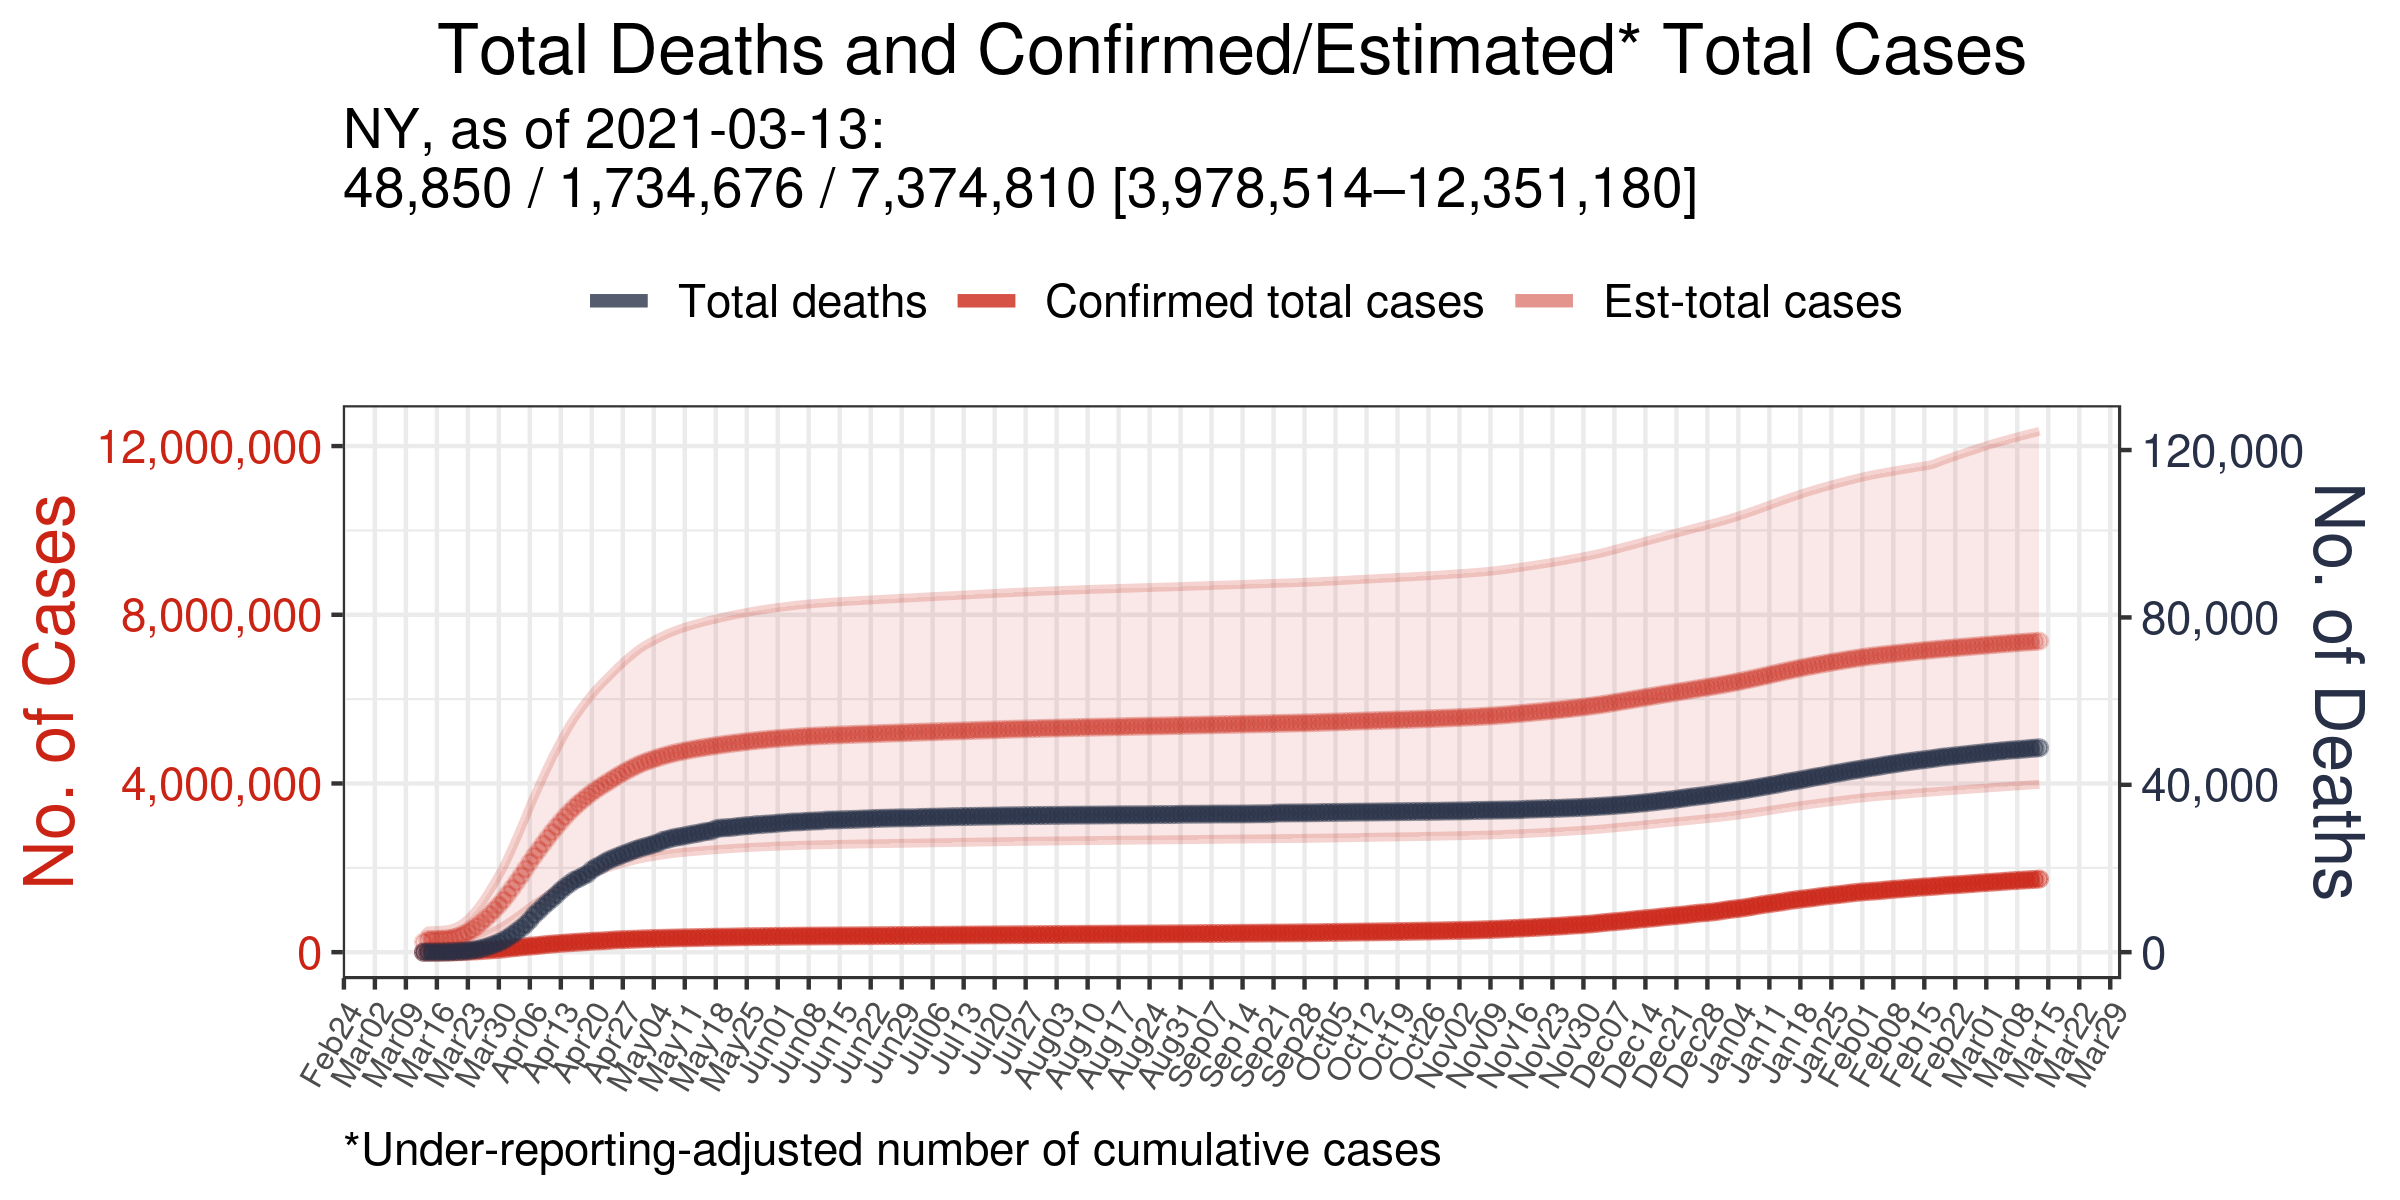 Total Deaths and Confirmed/Estimated* Total Cases
NY, as of 2021-03-13:
48,850 / 1,734,676 / 7,374,810 [3,978,514–12,351,180]
Total deaths
Confirmed total cases
Est-total cases
No. of Cases
12,000,000
8,000,000
4,000,000
0
120,000
80,000
40,000
0
No. of Deaths
Feb24
Mar02
Mar09
Mar16
Mar23
Mar30
Apr06
Apr13
Apr20
Apr27
May04
May11
May18
May25
Jun01
Jun08
Jun15
Jun22
Jun29
Jul06
Jul13
Jul20
Jul27
Aug03
Aug10
Aug17
Aug24
Aug31
Sep07
Sep14
Sep21
Sep28
Oct05
Oct12
Oct19
Oct26
Nov02
Nov09
Nov16
Nov23
Nov30
Dec07
Dec14
Dec21
Dec28
Jan04
Jan11
Jan18
Jan25
Feb01
Feb08
Feb15
Feb22
Mar01
Mar08
Mar15
Mar22
Mar29
*Under-reporting-adjusted number of cumulative cases